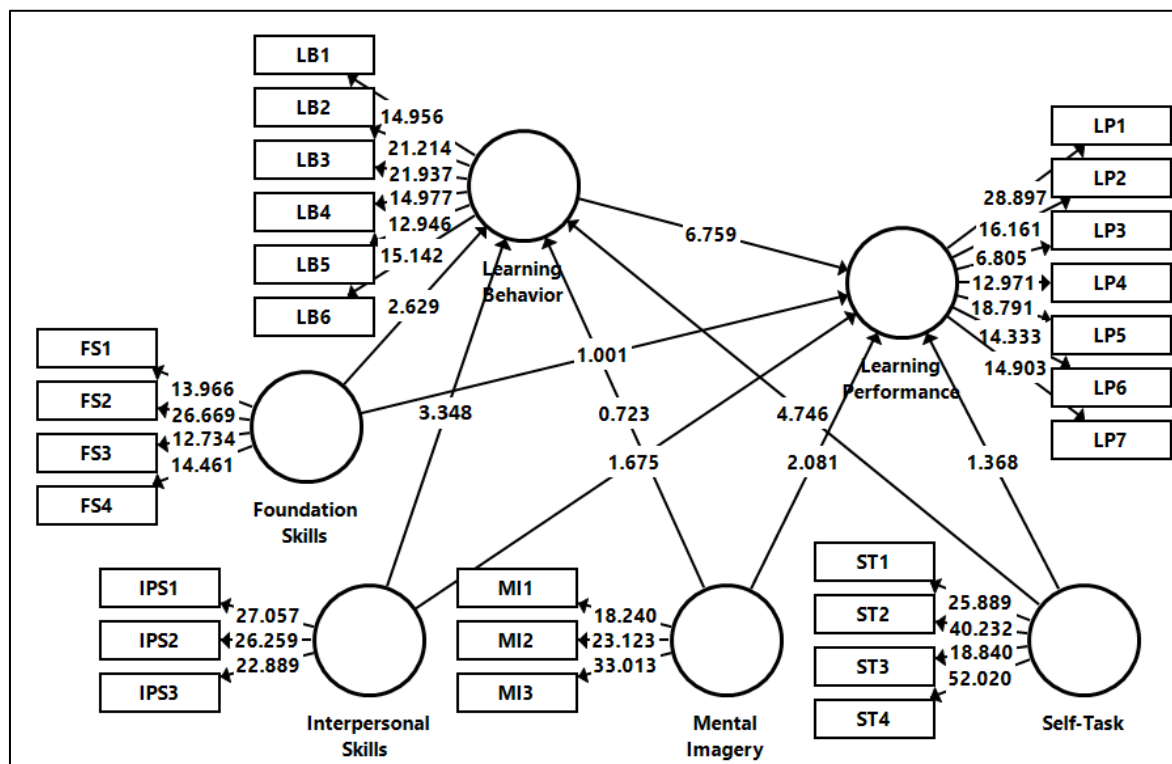 LB1
LB2
LB3
LB4
LB5
LB6
14.956
21.214
21.937
14.977
12.946
15.142
Learning
Behavior
2.629
6.759
LP1
LP2
LP3
LP4
LP5
LP6
LP7
28.897
16.161
6.805
12.971
18.791
14.333
14.903
Learning
Performance
FS1
FS2
FS3
FS4
13.966
26.669
12.734
14.461
Foundation
Skills
1.001
3.348
0.723
4.746
1.675
2.081
1.368
IPS1
IPS2
IPS3
27.057
26.259
22.889
Interpersonal
Skills
MI1
MI2
MI3
18.240
23.123
33.013
Mental
Imagery
ST1
ST2
ST3
ST4
25.889
40.232
18.840
52.020
Self-Task